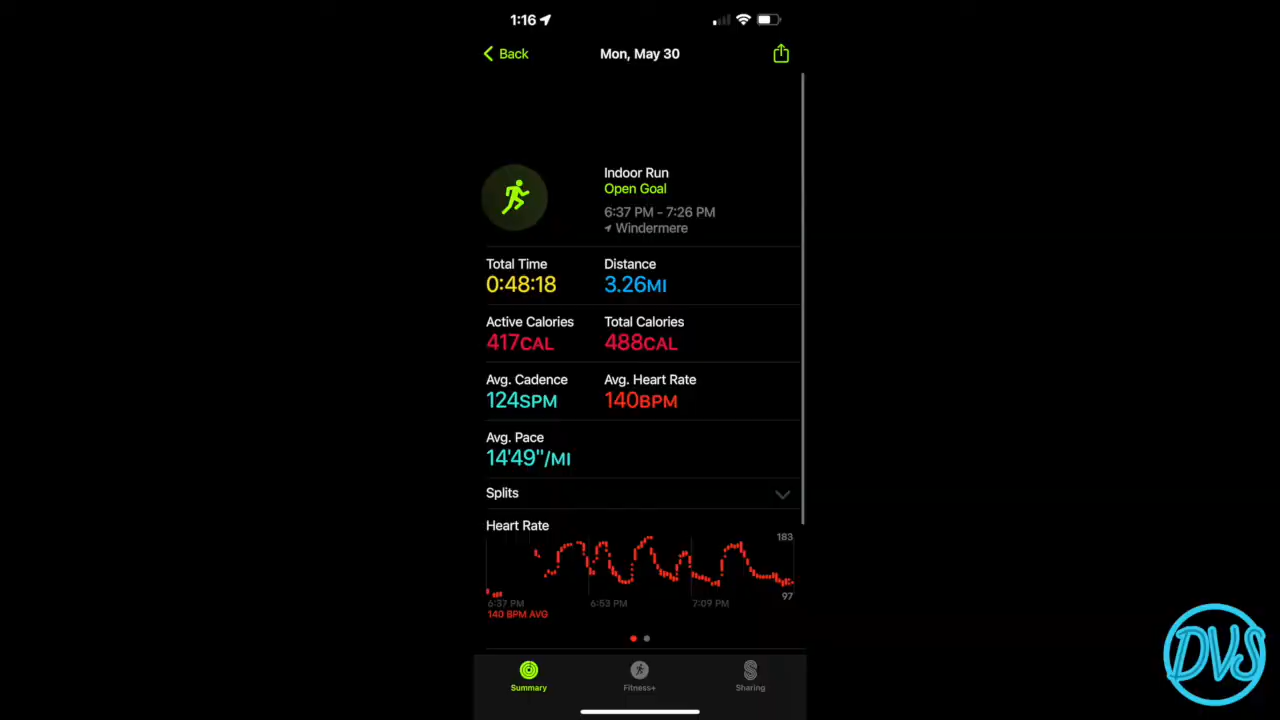 1:16
Back
Mon, May 30
Indoor Run
Open Goal
6:37 PM – 7:26 PM
Windermere
Total Time
Distance
0:48:18
3.26MI
Active Calories
Total Calories
417CAL
488CAL
Avg. Cadence
Avg. Heart Rate
124SPM
140BPM
Avg. Pace
14'49"/MI
Splits
Heart Rate
183
97
6:37 PM
6:53 PM
7:09 PM
140 BPM AVG
Summary
Fitness+
Sharing
DVS